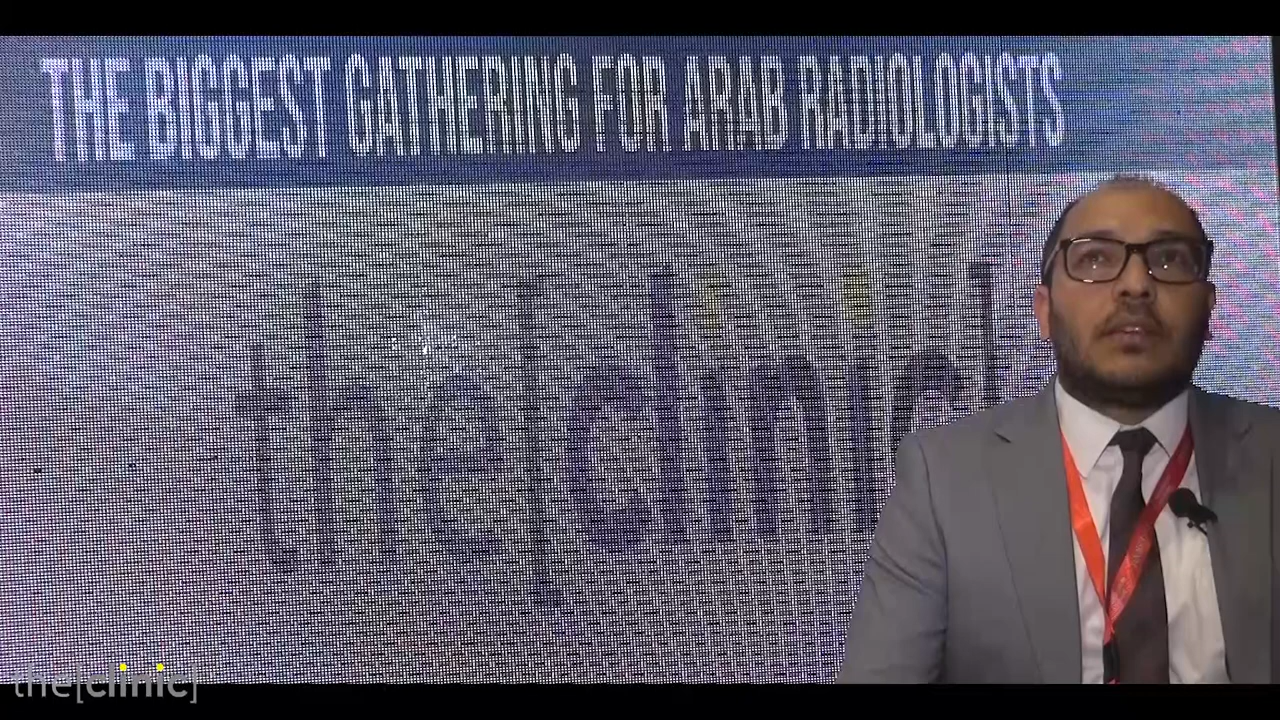 THE BIGGEST GATHERING FOR ARAB RADIOLOGISTS
the[clinic]
the[clinic]